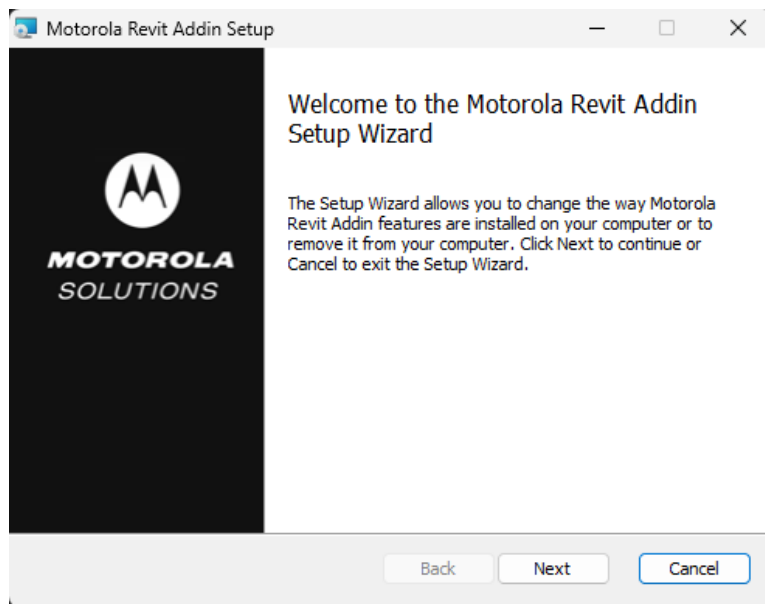 Motorola Revit Addin Setup
Welcome to the Motorola Revit Addin
Setup Wizard
The Setup Wizard allows you to change the way Motorola
Revit Addin features are installed on your computer or to
remove it from your computer. Click Next to continue or
Cancel to exit the Setup Wizard.
MOTOROLA
SOLUTIONS
Back
Next
Cancel